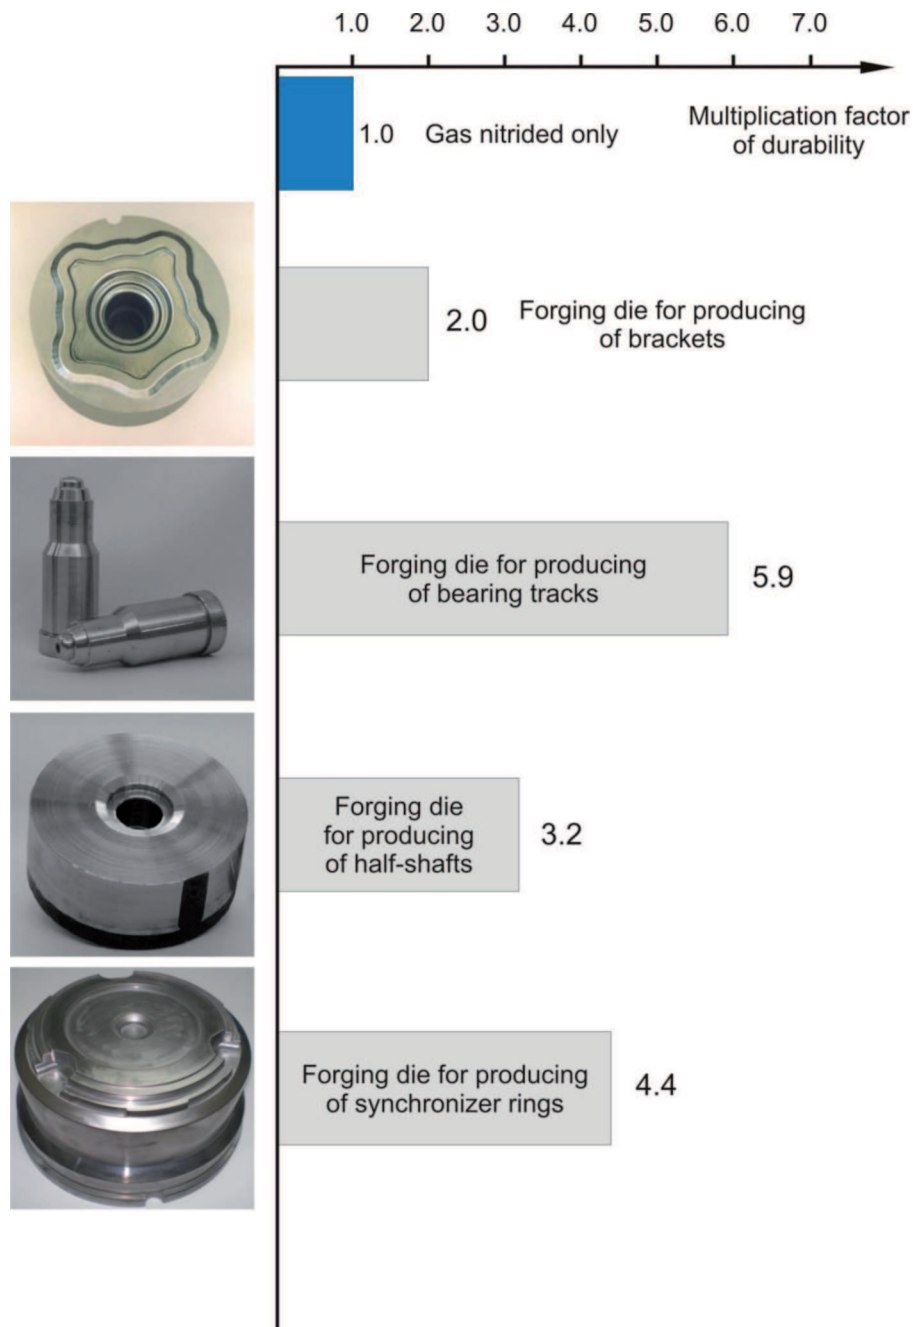 1.0 2.0 3.0 4.0 5.0 6.0 7.0
Multiplication factor
of durability
1.0 Gas nitrided only
2.0 Forging die for producing
of brackets
Forging die for producing
of bearing tracks
5.9
Forging die
for producing
of half-shafts
3.2
Forging die for producing
of synchronizer rings
4.4